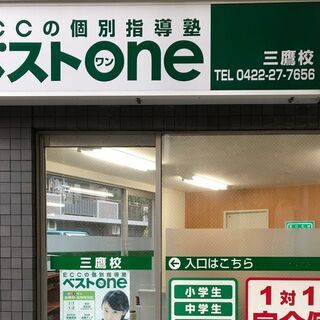 ECCの個別指導塾
ベストone
ワン
三鷹校
TEL 0422-27-7656
三鷹校
ECCの個別指導塾
ベストone
入口はこちら
小学生
中学生
1対1
完全個